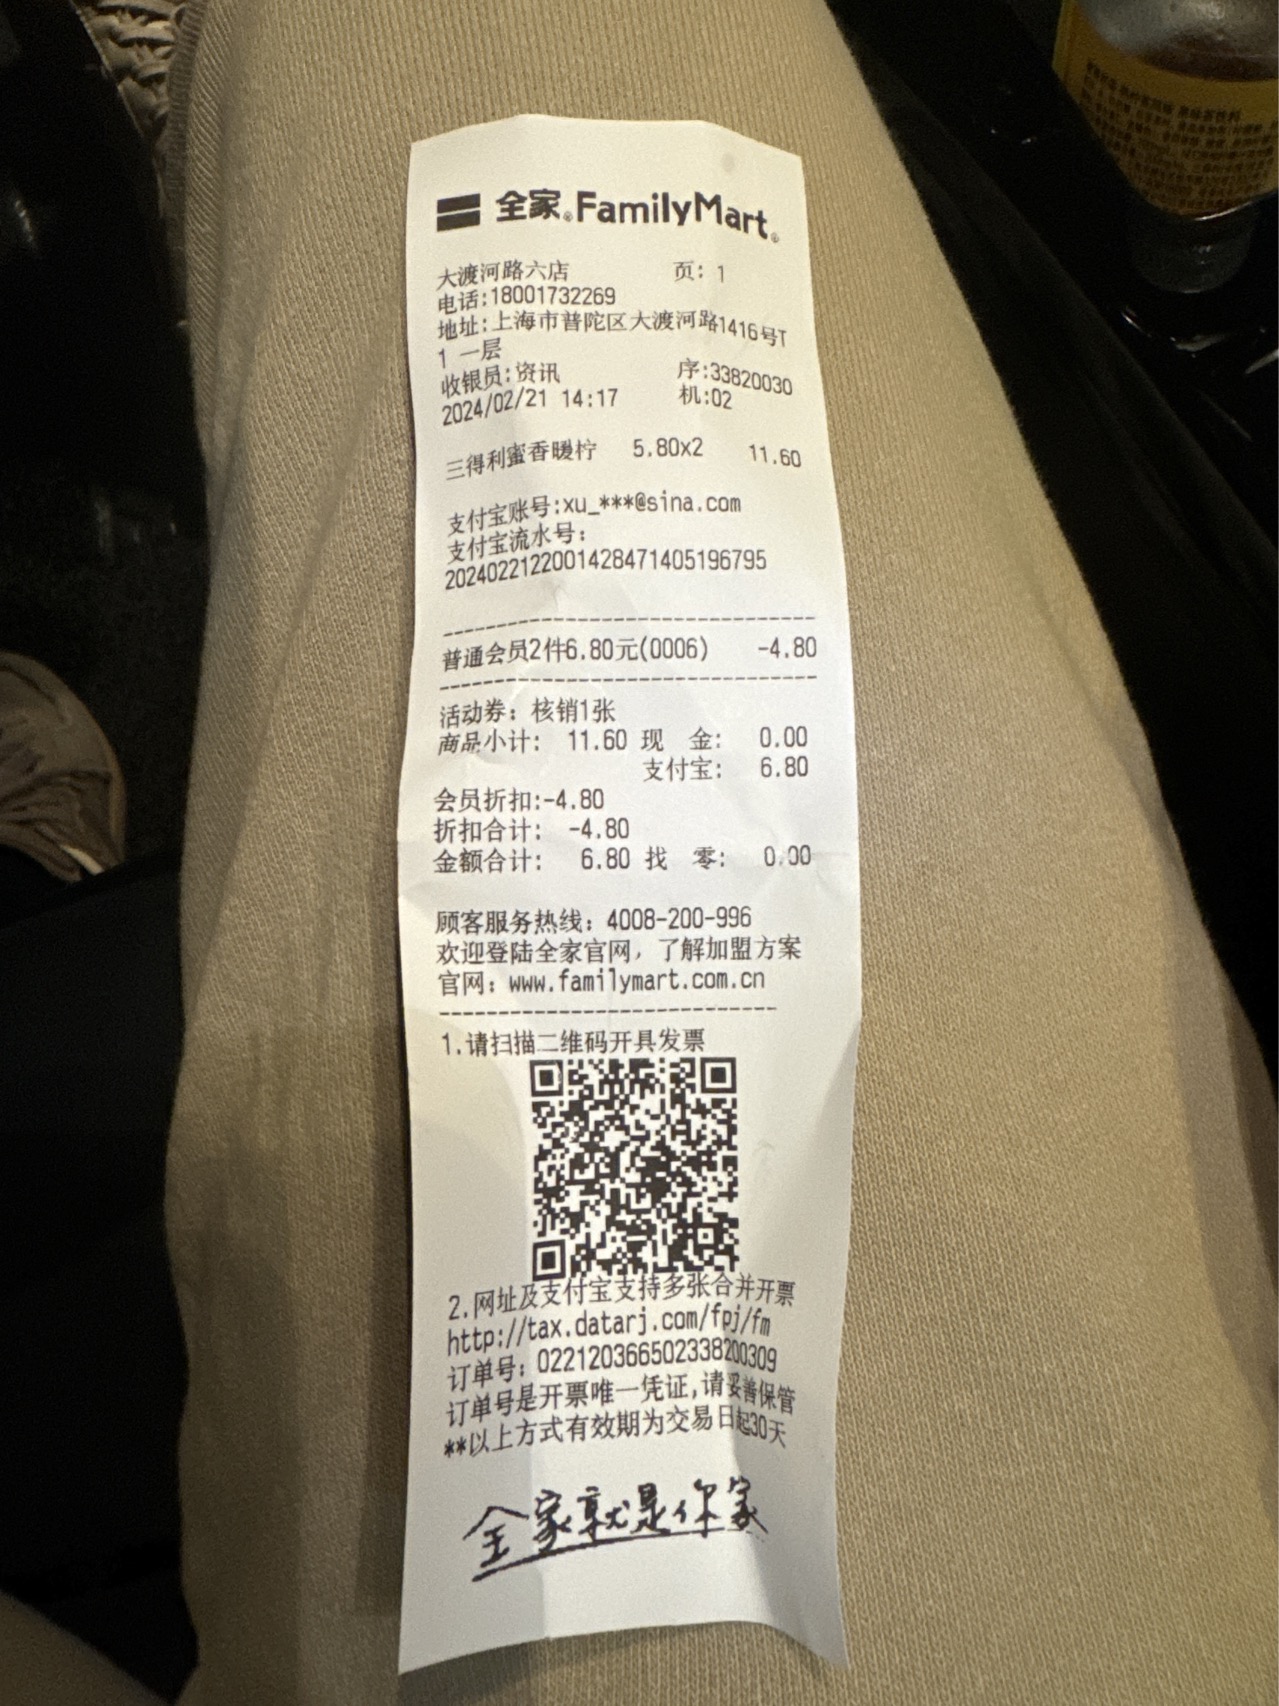 全家®FamilyMart®
大渡河路六店 页: 1
电话:18001732269
地址:上海市普陀区大渡河路1416号T
1 一层
收银员:资讯 序:33820030
2024/02/21 14:17 机:02
三得利蜜香暖柠 5.80x2 11.60
支付宝账号:xu_***@sina.com
支付宝流水号:
2024022122001428471405196795
普通会员2件6.80元(0006) -4.80
活动券: 核销1张
商品小计: 11.60 现 金: 0.00
支付宝: 6.80
会员折扣:-4.80
折扣合计: -4.80
金额合计: 6.80 找 零: 0.00
顾客服务热线: 4008-200-996
欢迎登陆全家官网, 了解加盟方案
官网: www.familymart.com.cn
1.请扫描二维码开具发票
2.网址及支付宝支持多张合并开票
http://tax.datarj.com/fpj/fm
订单号: 02212036650233820​0309
订单号是开票唯一凭证,请妥善保管
**以上方式有效期为交易日起30天
全家就是你家